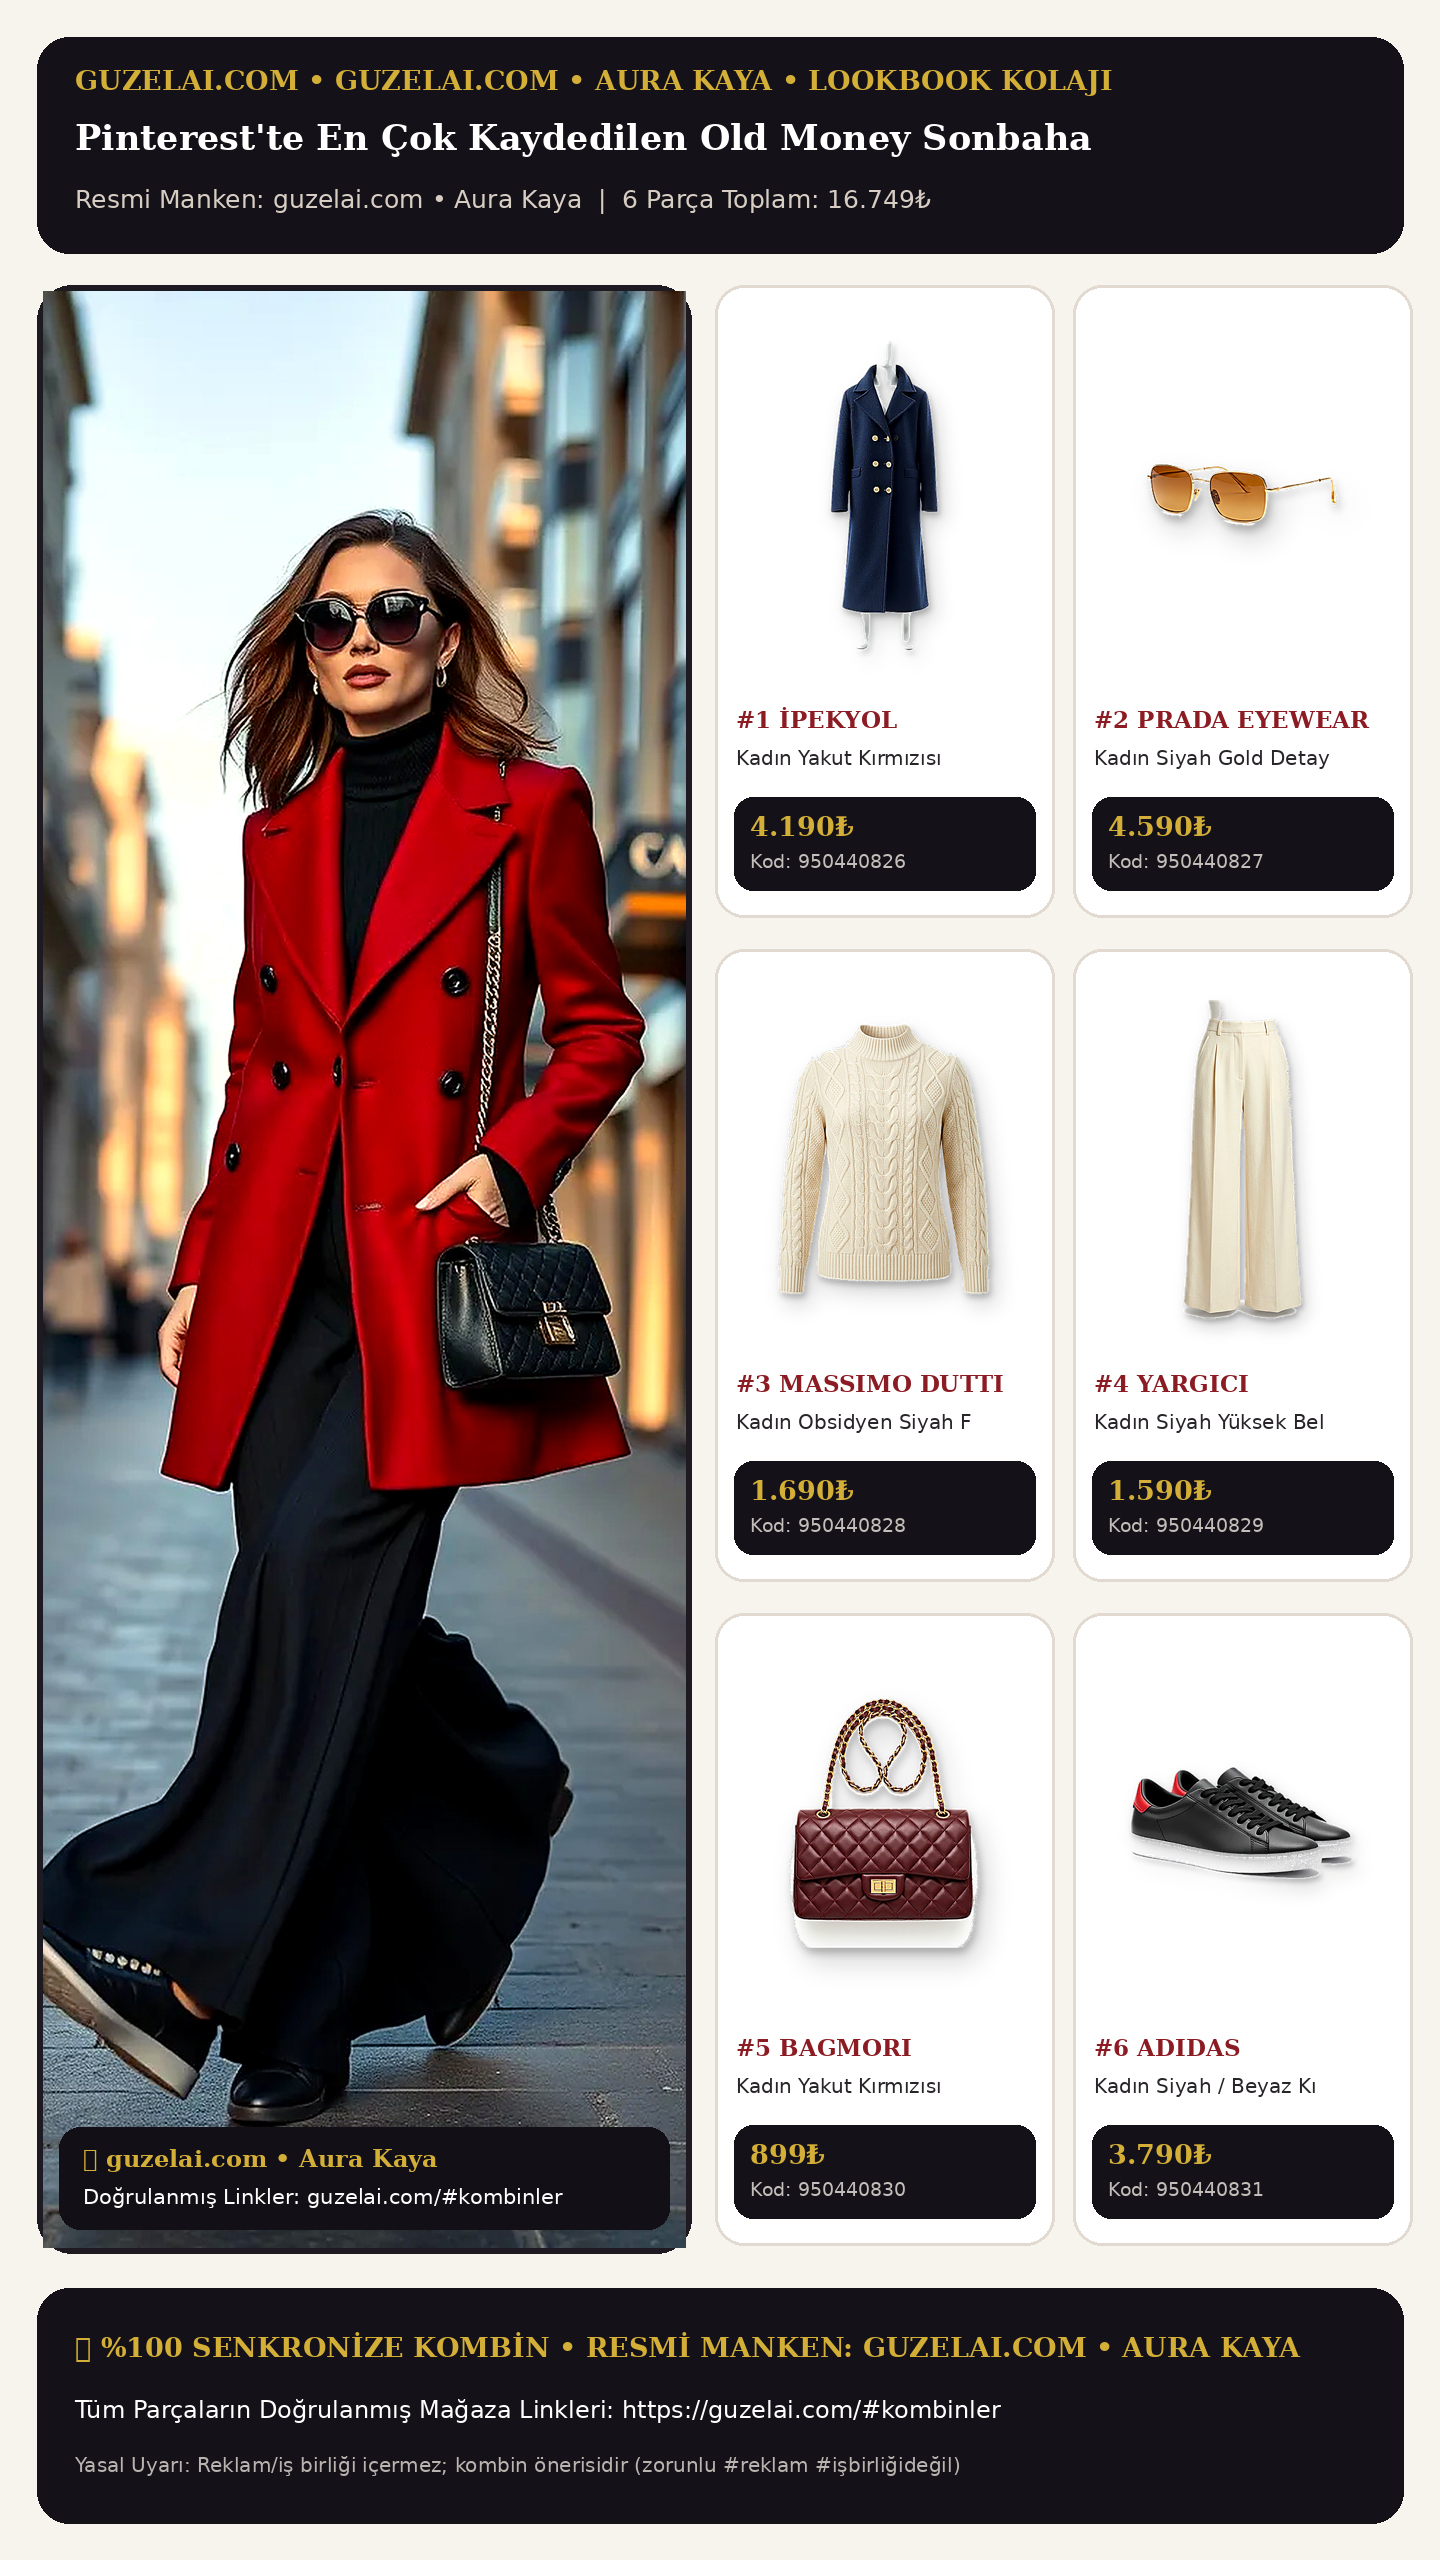 GUZELAI.COM • GUZELAI.COM • AURA KAYA • LOOKBOOK KOLAJI
Pinterest'te En Çok Kaydedilen Old Money Sonbaha
Resmi Manken: guzelai.com • Aura Kaya | 6 Parça Toplam: 16.749₺
CA
guzelai.com • Aura Kaya
Doğrulanmış Linkler: guzelai.com/#kombinler
#1 İPEKYOL
Kadın Yakut Kırmızısı
4.190₺
Kod: 950440826
#2 PRADA EYEWEAR
Kadın Siyah Gold Detay
4.590₺
Kod: 950440827
#3 MASSIMO DUTTI
Kadın Obsidyen Siyah F
1.690₺
Kod: 950440828
#4 YARGICI
Kadın Siyah Yüksek Bel
1.590₺
Kod: 950440829
#5 BAGMORI
Kadın Yakut Kırmızısı
899₺
Kod: 950440830
#6 ADIDAS
Kadın Siyah / Beyaz Kı
3.790₺
Kod: 950440831
%100 SENKRONİZE KOMBİN • RESMİ MANKEN: GUZELAI.COM • AURA KAYA
Tüm Parçaların Doğrulanmış Mağaza Linkleri: https://guzelai.com/#kombinler
Yasal Uyarı: Reklam/iş birliği içermez; kombin önerisidir (zorunlu #reklam #işbirliğideğil)